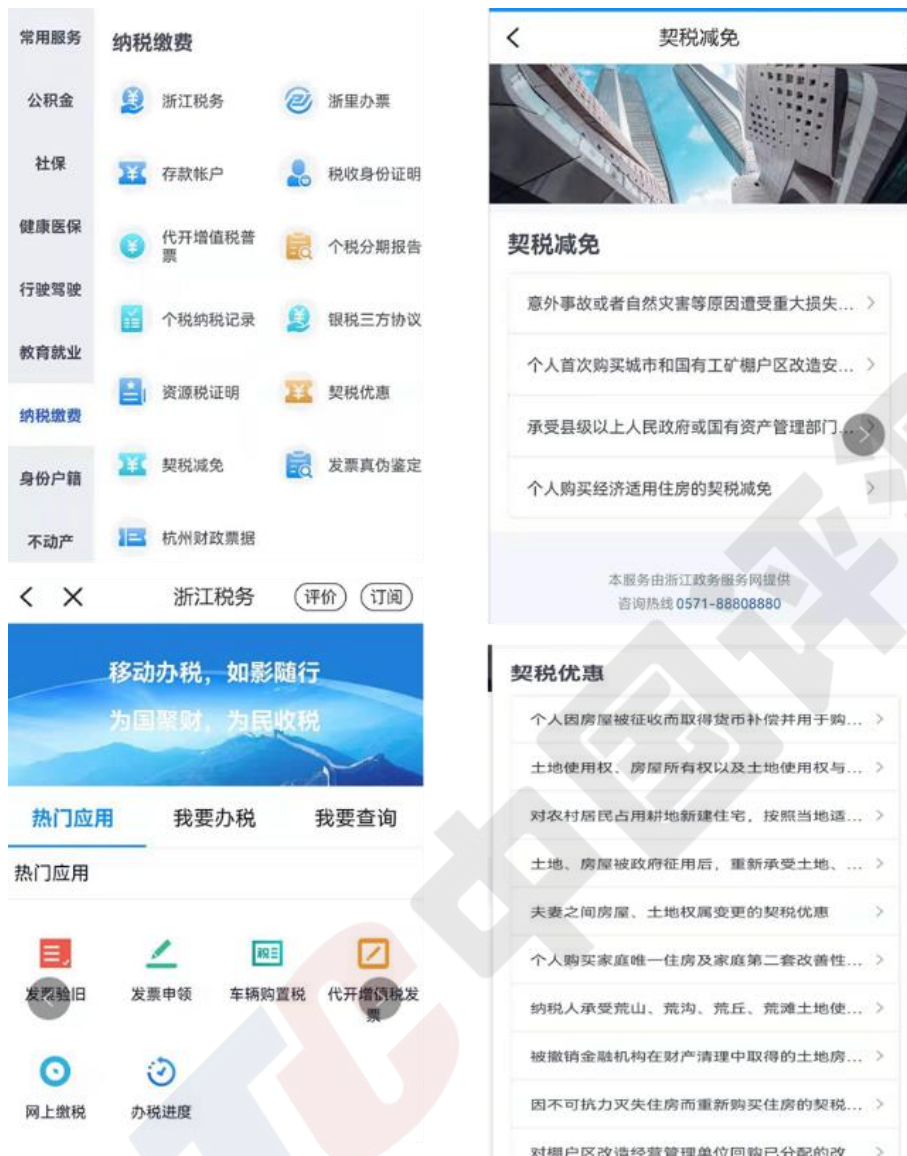 常用服务
公积金
社保
健康医保
行驶驾驶
教育就业
纳税缴费
身份户籍
不动产
纳税缴费
浙江税务
浙里办票
存款帐户
税收身份证明
代开增值税普
票
个税分期报告
个税纳税记录
银税三方协议
资源税证明
契税优惠
契税减免
发票真伪鉴定
杭州财政票据
契税减免
契税减免
意外事故或者自然灾害等原因遭受重大损失...
个人首次购买城市和国有工矿棚户区改造安...
承受县级以上人民政府或国有资产管理部门...
个人购买经济适用住房的契税减免
本服务由浙江政务服务网提供
咨询热线 0571-88808880
浙江税务
评价
订阅
移动办税，如影随行
为国聚财，为民收税
热门应用
我要办税
我要查询
热门应用
发票验旧
发票申领
车辆购置税
代开增值税发
票
网上缴税
办税进度
契税优惠
个人因房屋被征收而取得货币补偿并用于购...
土地使用权、房屋所有权以及土地使用权与...
对农村居民占用耕地新建住宅，按照当地适...
土地、房屋被政府征用后，重新承受土地、...
夫妻之间房屋、土地权属变更的契税优惠
个人购买家庭唯一住房及家庭第二套改善性...
纳税人承受荒山、荒沟、荒丘、荒滩土地使...
被撤销金融机构在财产清理中取得的土地房...
因不可抗力灭失住房而重新购买住房的契税...
对棚户区改造经营管理单位回购已分配的改